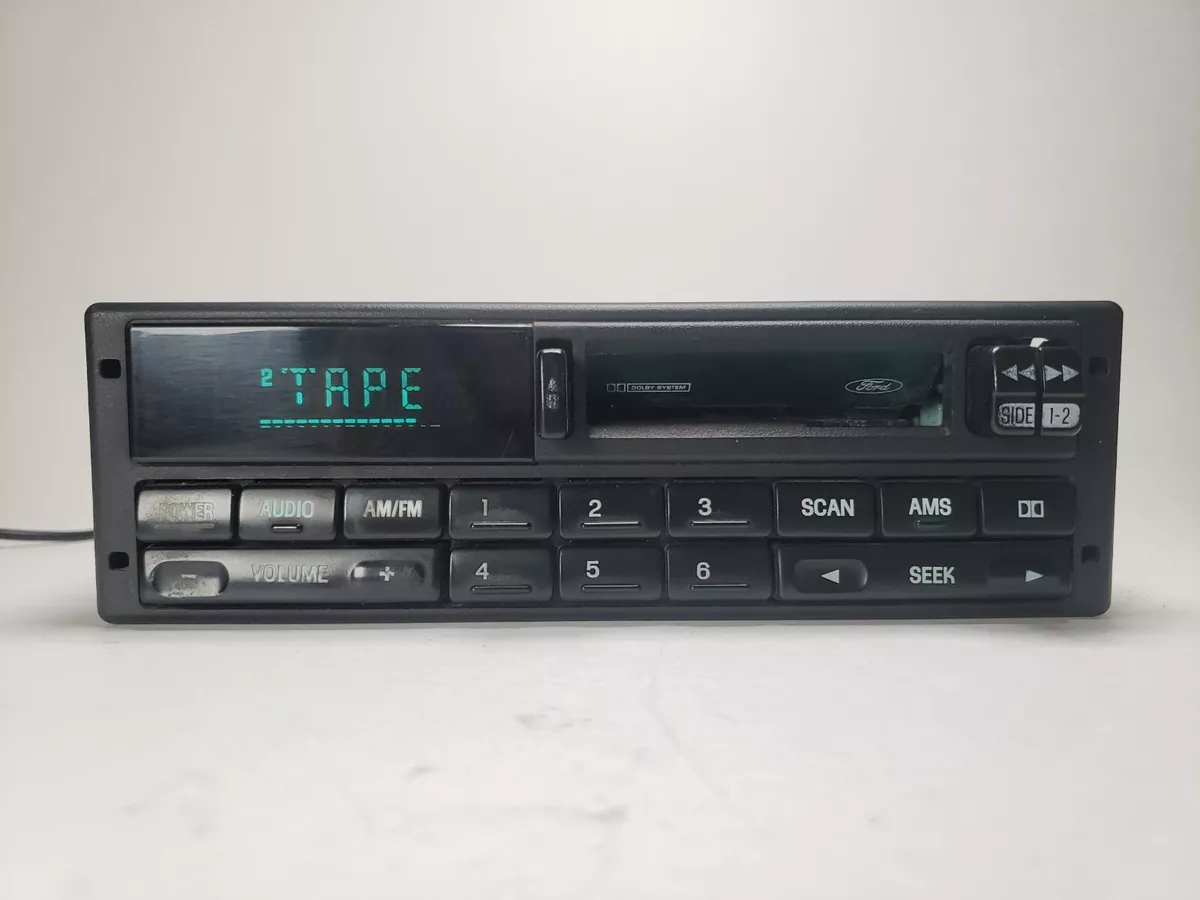 2 TAPE
DOLBY SYSTEM
Ford
SIDE 1-2
POWER AUDIO AM/FM 1 2 3 SCAN AMS
- VOLUME + 4 5 6 SEEK